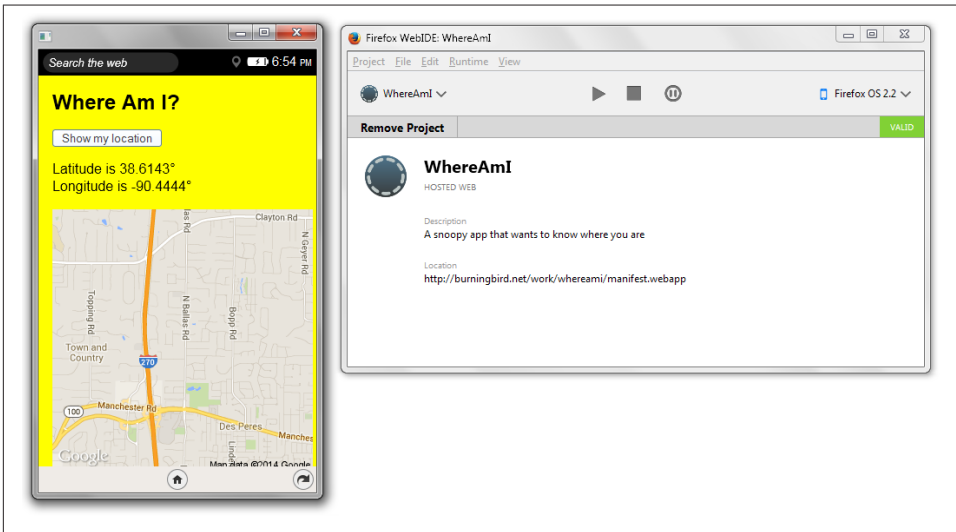 Search the web
6:54 PM
Where Am I?
Show my location
Latitude is 38.6143°
Longitude is -90.4444°
Clayton Rd
N Geyer Rd
Topping Rd
N Ballas Rd
Bopp Rd
Town and
Country
270
100
Manchester Rd
Des Peres
Manches
Linde
Google
Map data ©2014 Google
Firefox WebIDE: WhereAmI
Project File Edit Runtime View
WhereAmI
Firefox OS 2.2
Remove Project
VALID
WhereAmI
HOSTED WEB
Description
A snoopy app that wants to know where you are
Location
http://burningbird.net/work/whereami/manifest.webapp